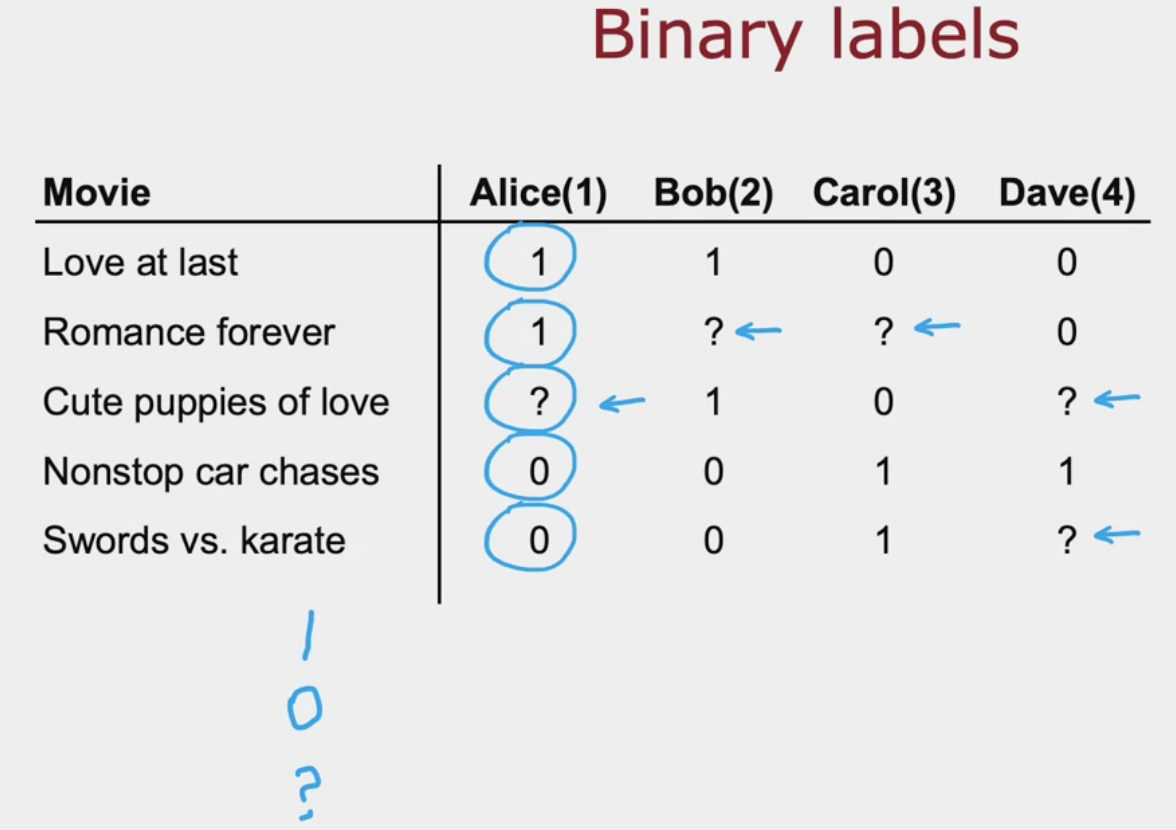 Binary labels
Movie Alice(1) Bob(2) Carol(3) Dave(4)
Love at last 1 1 0 0
Romance forever 1 ? ? 0
Cute puppies of love ? 1 0 ?
Nonstop car chases 0 0 1 1
Swords vs. karate 0 0 1 ?
1
0
?